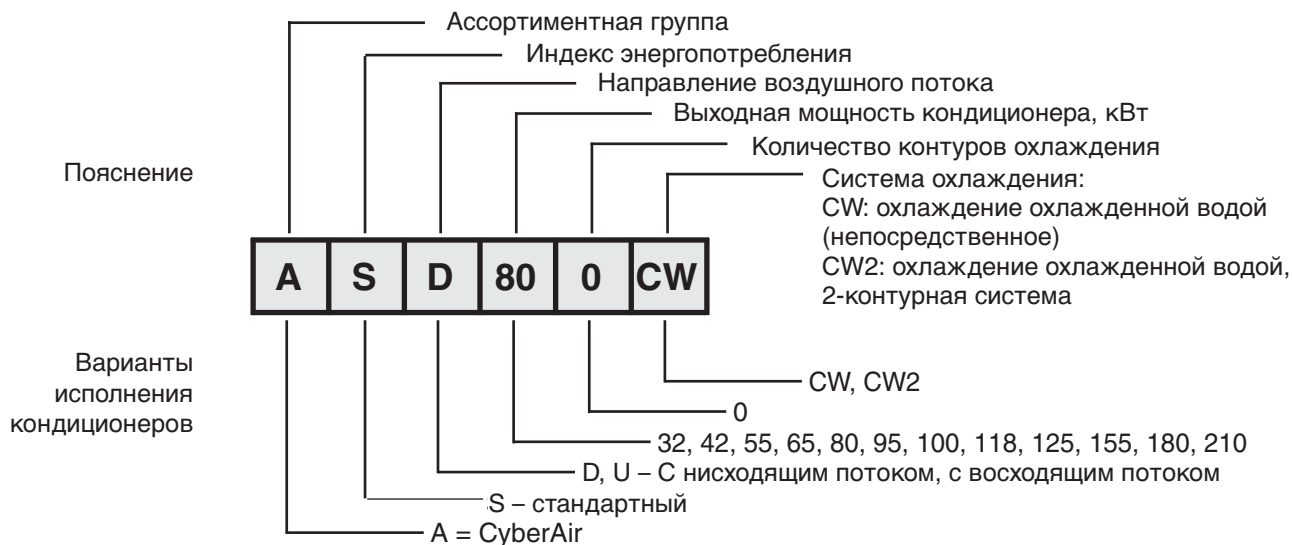 Ассортиментная группа
Индекс энергопотребления
Направление воздушного потока
Выходная мощность кондиционера, кВт
Количество контуров охлаждения
Пояснение
Система охлаждения:
CW: охлаждение охлажденной водой
(непосредственное)
CW2: охлаждение охлажденной водой,
2-контурная система
A S D 80 0 CW
Варианты
исполнения
кондиционеров
CW, CW2
0
32, 42, 55, 65, 80, 95, 100, 118, 125, 155, 180, 210
D, U – С нисходящим потоком, с восходящим потоком
S – стандартный
A = CyberAir